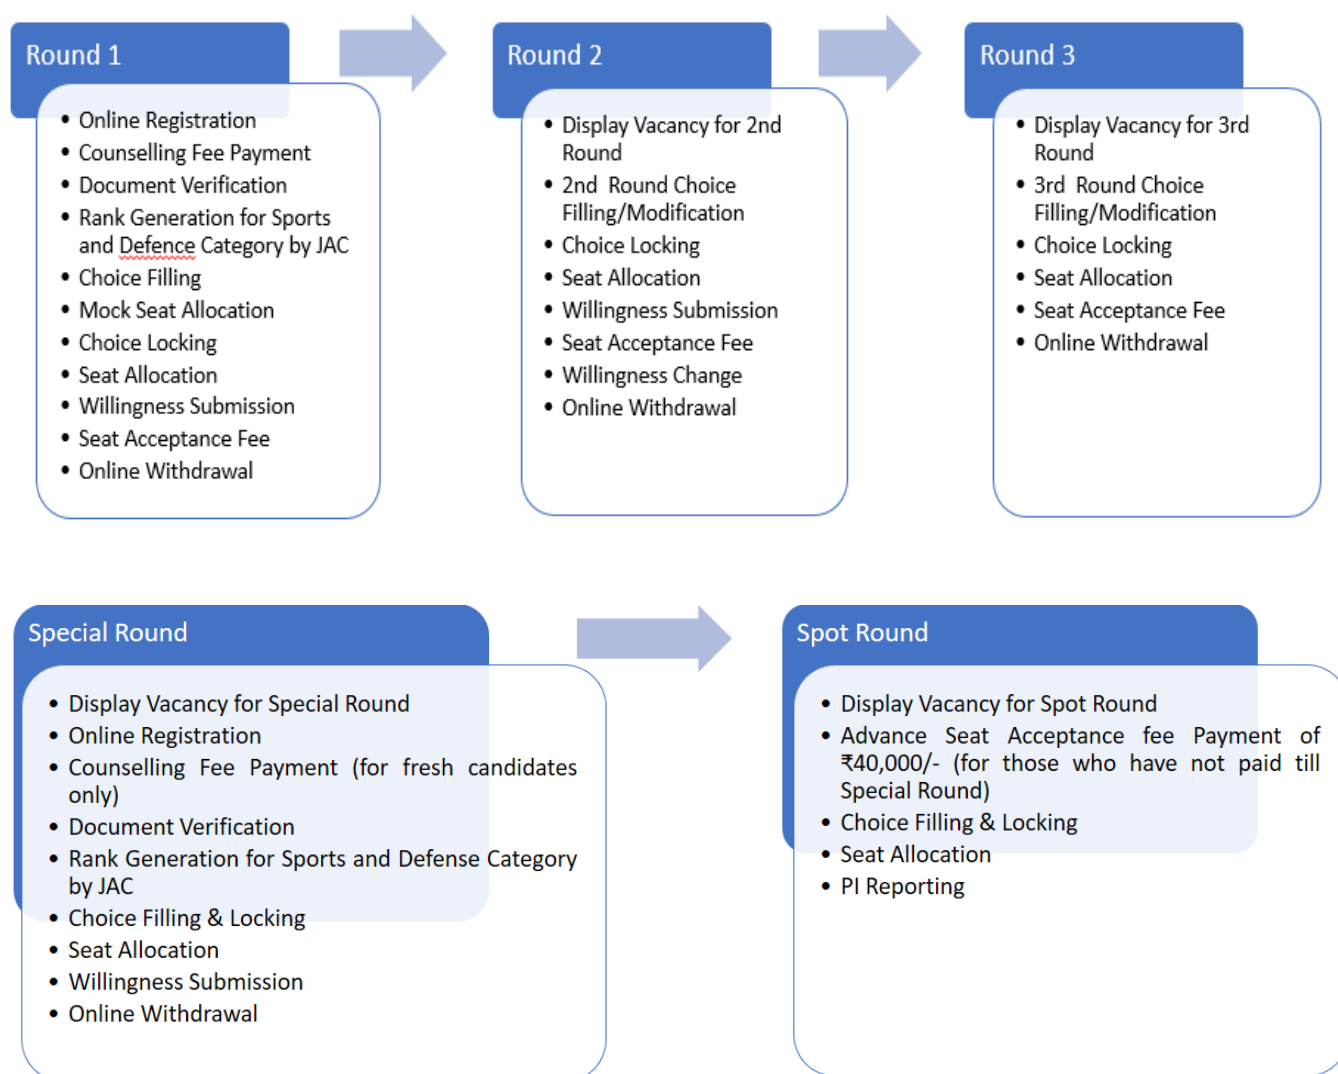 Round 1
• Online Registration
• Counselling Fee Payment
• Document Verification
• Rank Generation for Sports
and Defence Category by JAC
• Choice Filling
• Mock Seat Allocation
• Choice Locking
• Seat Allocation
• Willingness Submission
• Seat Acceptance Fee
• Online Withdrawal
Round 2
• Display Vacancy for 2nd
Round
• 2nd Round Choice
Filling/Modification
• Choice Locking
• Seat Allocation
• Willingness Submission
• Seat Acceptance Fee
• Willingness Change
• Online Withdrawal
Round 3
• Display Vacancy for 3rd
Round
• 3rd Round Choice
Filling/Modification
• Choice Locking
• Seat Allocation
• Seat Acceptance Fee
• Online Withdrawal
Special Round
• Display Vacancy for Special Round
• Online Registration
• Counselling Fee Payment (for fresh candidates
only)
• Document Verification
• Rank Generation for Sports and Defense Category
by JAC
• Choice Filling & Locking
• Seat Allocation
• Willingness Submission
• Online Withdrawal
Spot Round
• Display Vacancy for Spot Round
• Advance Seat Acceptance fee Payment of
₹40,000/- (for those who have not paid till
Special Round)
• Choice Filling & Locking
• Seat Allocation
• PI Reporting